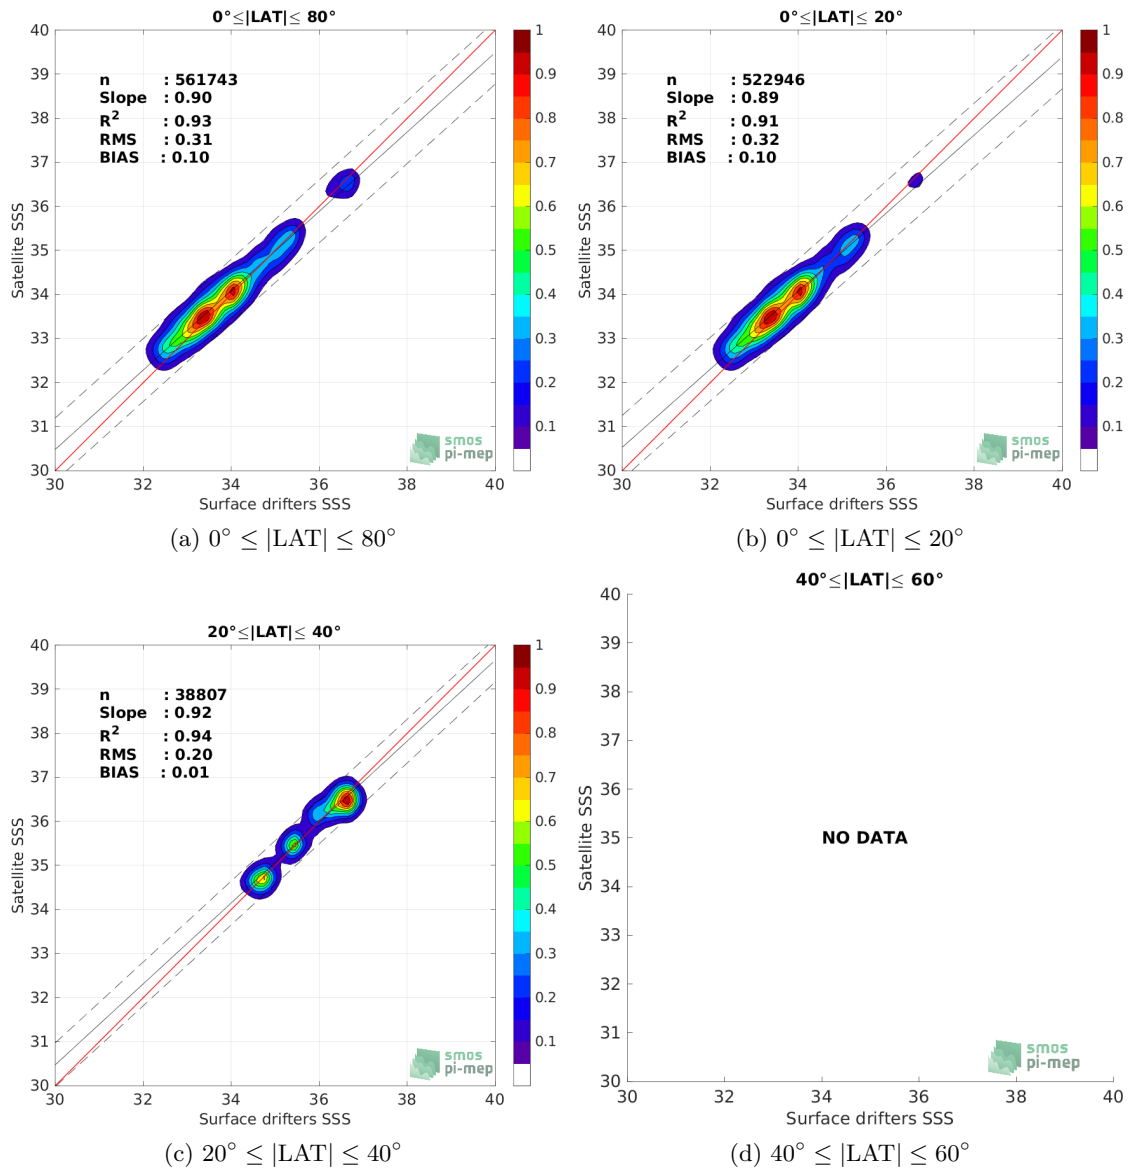 0°≤|LAT|≤ 80°
40
39
38
37
36
35
34
33
32
31
30
Satellite SSS
n : 561743
Slope : 0.90
R² : 0.93
RMS : 0.31
BIAS : 0.10
smos
pi-mep
30 32 34 36 38 40
Surface drifters SSS
1
0.9
0.8
0.7
0.6
0.5
0.4
0.3
0.2
0.1
(a) 0° ≤ |LAT| ≤ 80°
0°≤|LAT|≤ 20°
40
39
38
37
36
35
34
33
32
31
30
Satellite SSS
n : 522946
Slope : 0.89
R² : 0.91
RMS : 0.32
BIAS : 0.10
smos
pi-mep
30 32 34 36 38 40
Surface drifters SSS
1
0.9
0.8
0.7
0.6
0.5
0.4
0.3
0.2
0.1
(b) 0° ≤ |LAT| ≤ 20°
20°≤|LAT|≤ 40°
40
39
38
37
36
35
34
33
32
31
30
Satellite SSS
n : 38807
Slope : 0.92
R² : 0.94
RMS : 0.20
BIAS : 0.01
smos
pi-mep
30 32 34 36 38 40
Surface drifters SSS
1
0.9
0.8
0.7
0.6
0.5
0.4
0.3
0.2
0.1
(c) 20° ≤ |LAT| ≤ 40°
40°≤|LAT|≤ 60°
40
39
38
37
36
35
34
33
32
31
30
Satellite SSS
NO DATA
smos
pi-mep
30 32 34 36 38 40
Surface drifters SSS
(d) 40° ≤ |LAT| ≤ 60°